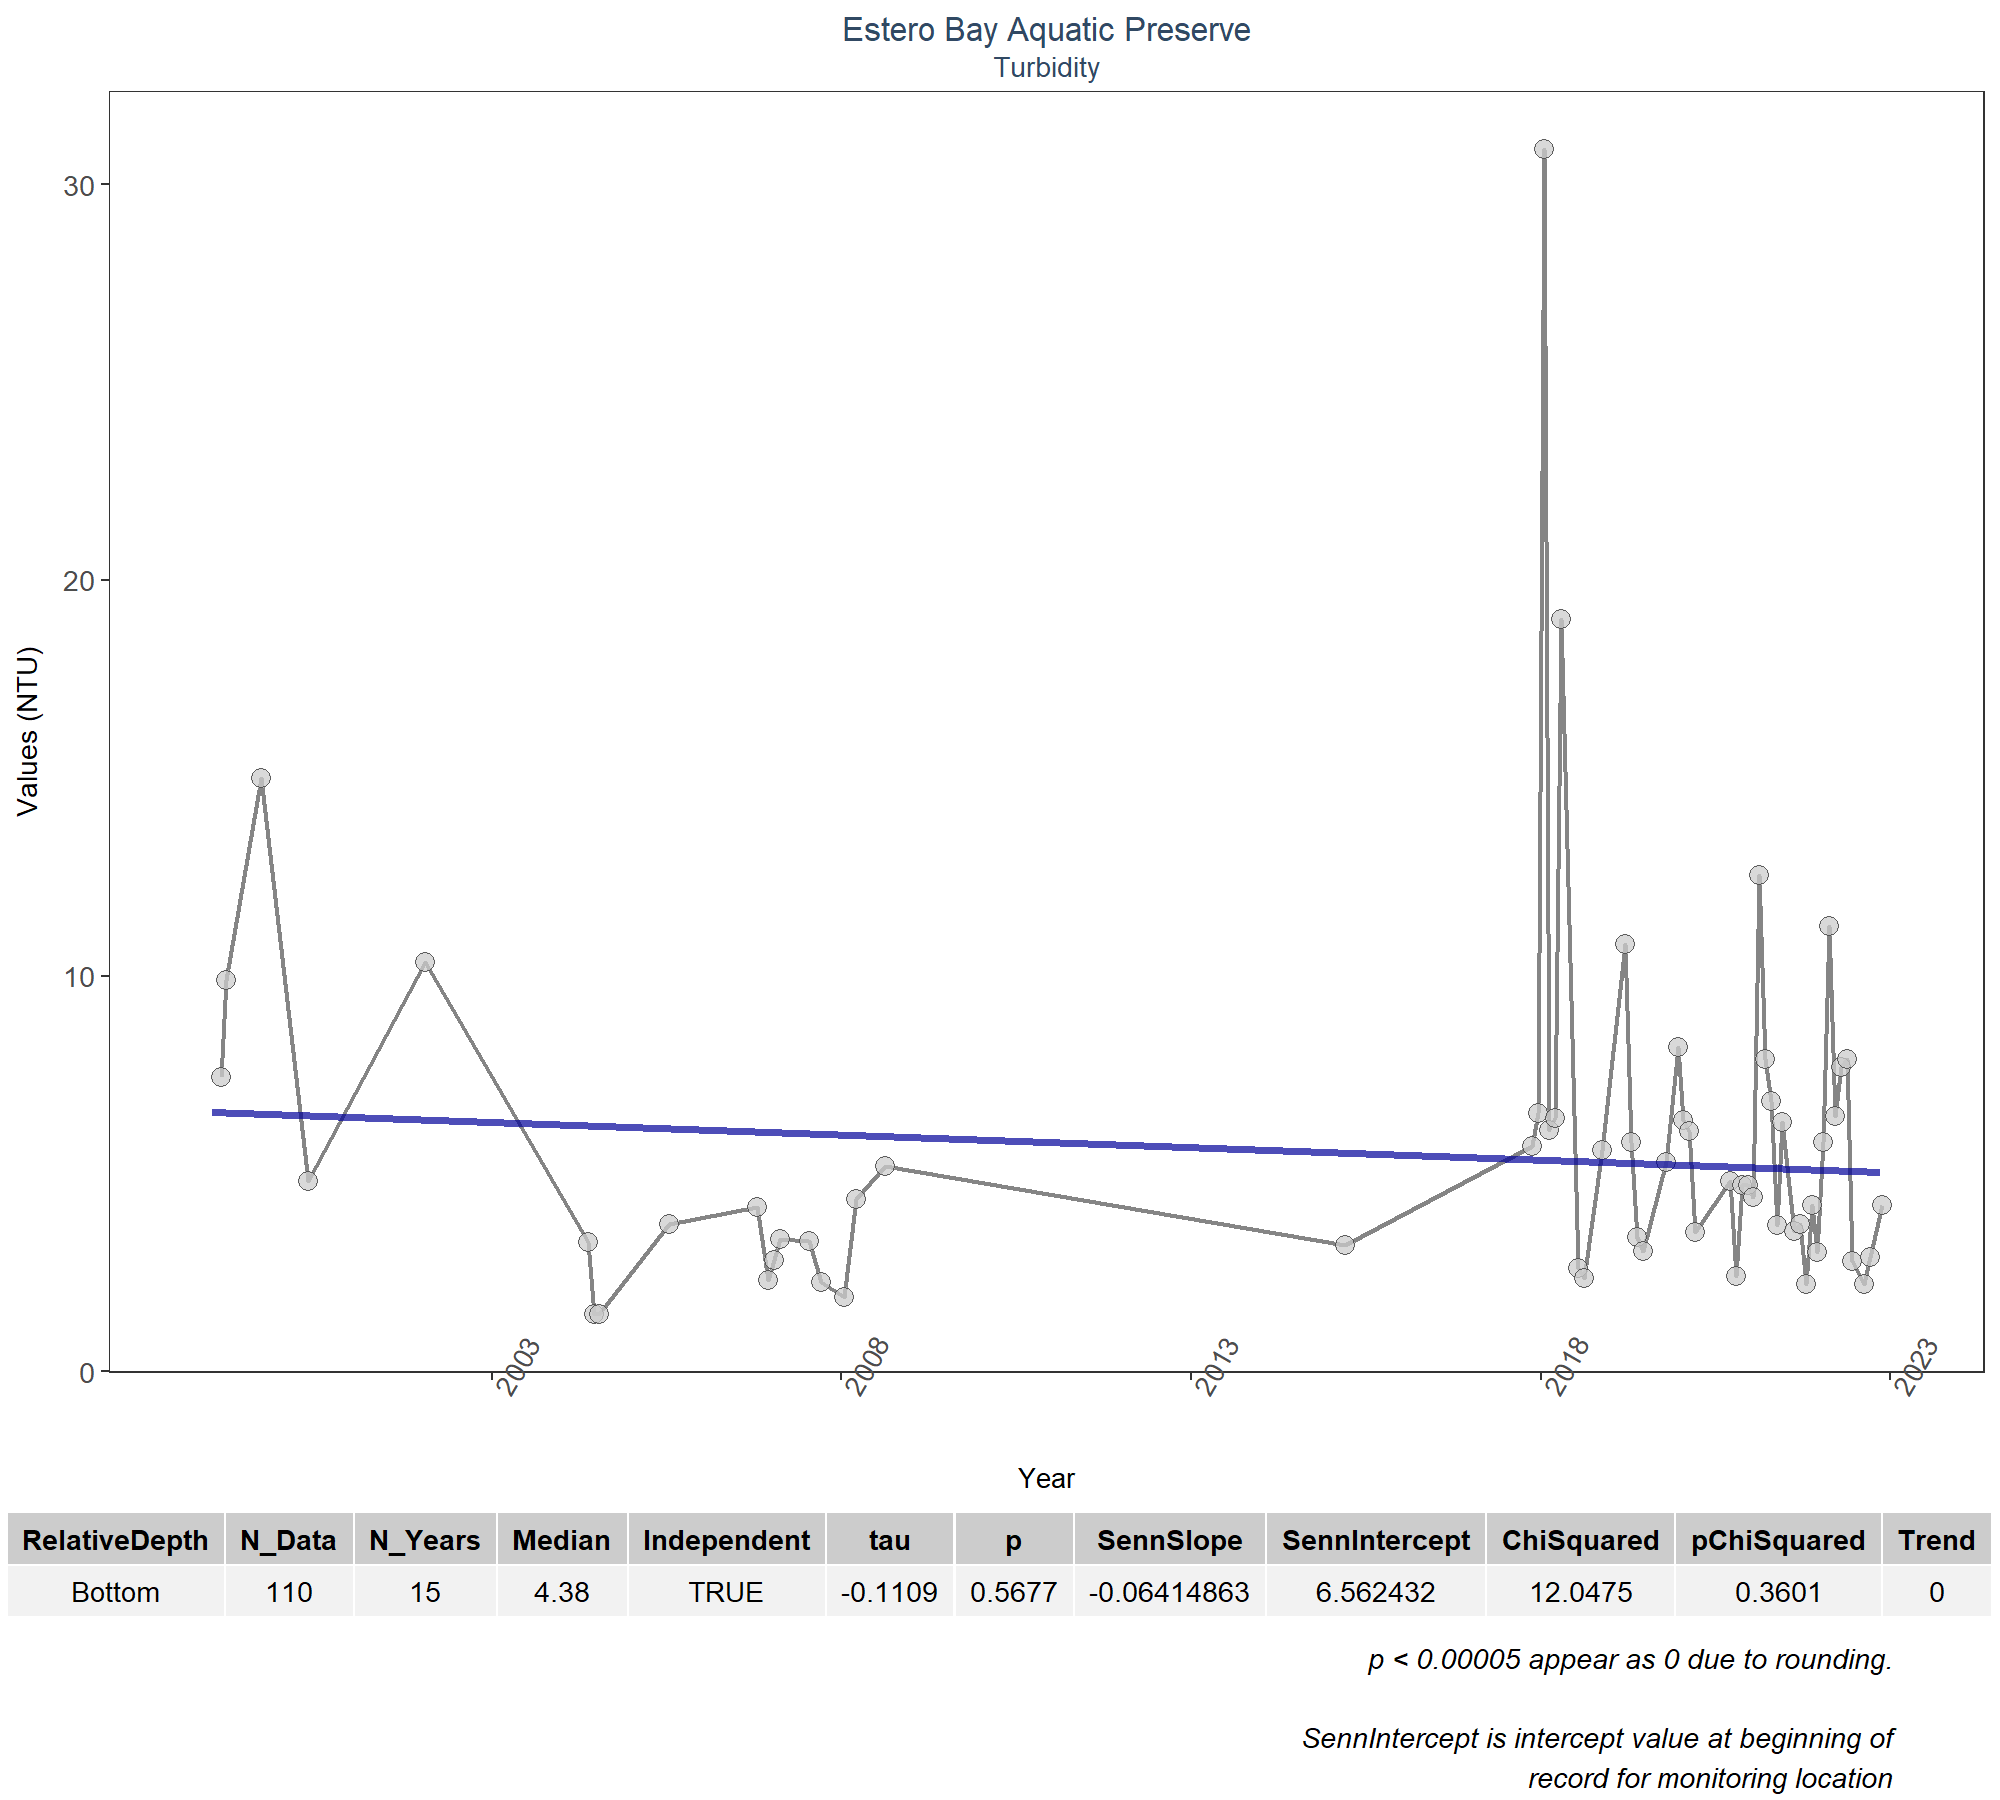 Estero Bay Aquatic Preserve
Turbidity
Values (NTU)
30
20
10
0
2003
2008
2013
2018
2023
Year
RelativeDepth N_Data N_Years Median Independent tau p SennSlope SennIntercept ChiSquared pChiSquared Trend
Bottom 110 15 4.38 TRUE -0.1109 0.5677 -0.06414863 6.562432 12.0475 0.3601 0
p < 0.00005 appear as 0 due to rounding.
SennIntercept is intercept value at beginning of
record for monitoring location